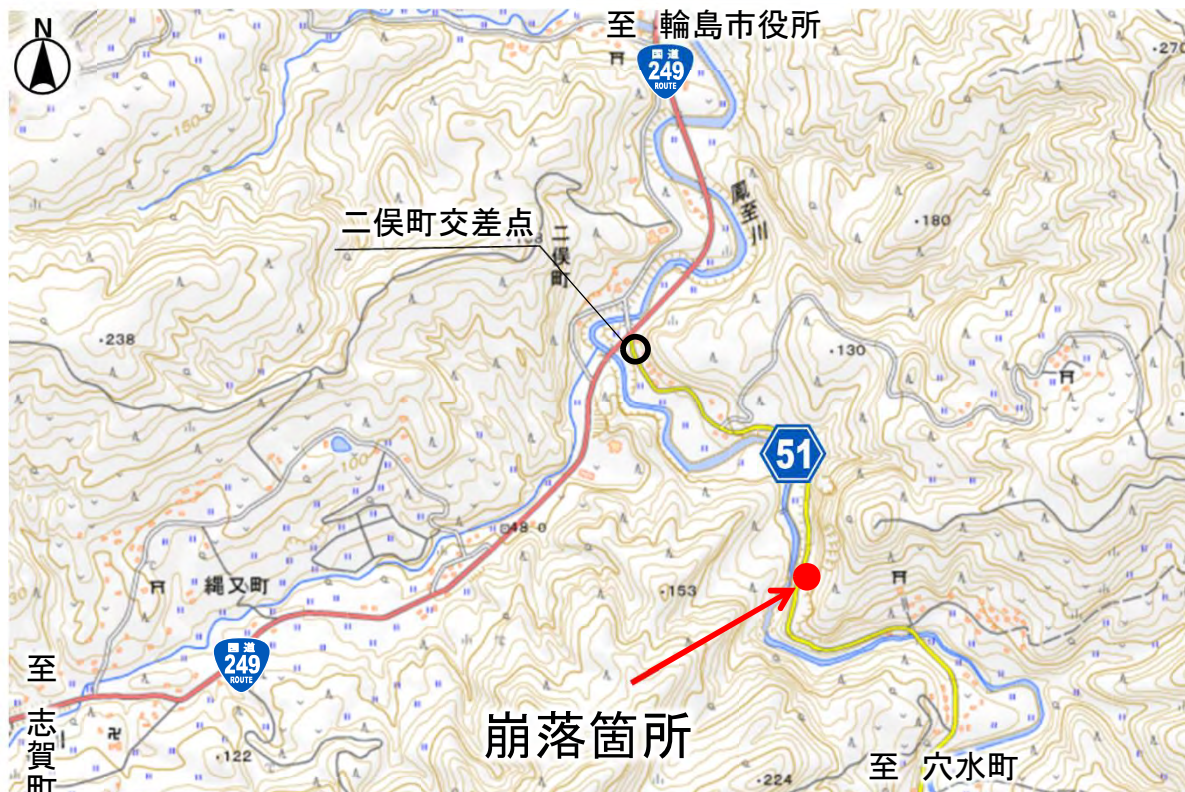 N
至 輪島市役所
国道
249
ROUTE
・270
150
鳳至川
・180
二俣町交差点
二俣町
・238
・130
51
100
48.0
縄又町
・153
国道
249
ROUTE
至 志賀町
崩落箇所
・122
・224
至 穴水町